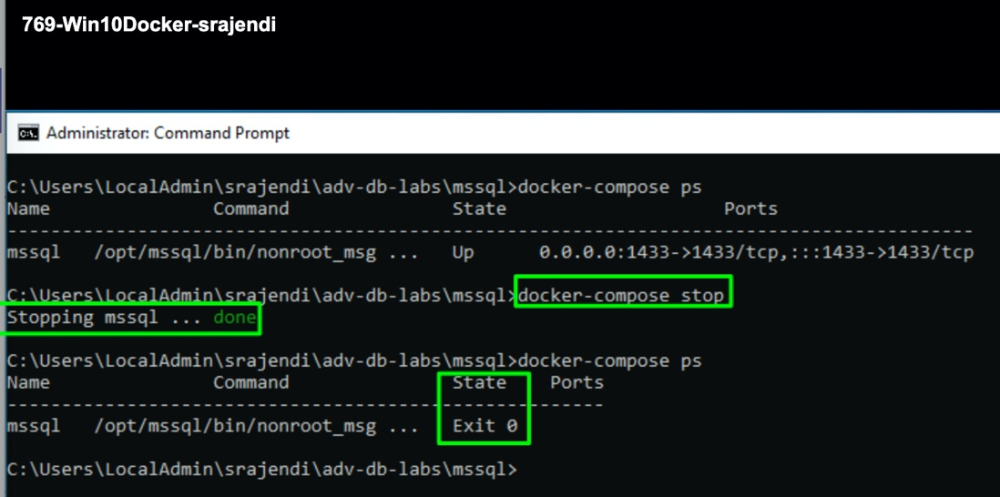 769-Win10Docker-srajendi
Administrator: Command Prompt
C:\Users\LocalAdmin\srajendi\adv-db-labs\mssql>docker-compose ps
Name Command State Ports
--------------------------------------------------------------------------------------------
mssql /opt/mssql/bin/nonroot_msg ... Up 0.0.0.0:1433->1433/tcp,:::1433->1433/tcp
C:\Users\LocalAdmin\srajendi\adv-db-labs\mssql>docker-compose stop
Stopping mssql ... done
C:\Users\LocalAdmin\srajendi\adv-db-labs\mssql>docker-compose ps
Name Command State Ports
-------------------------------------------------------
mssql /opt/mssql/bin/nonroot_msg ... Exit 0
C:\Users\LocalAdmin\srajendi\adv-db-labs\mssql>